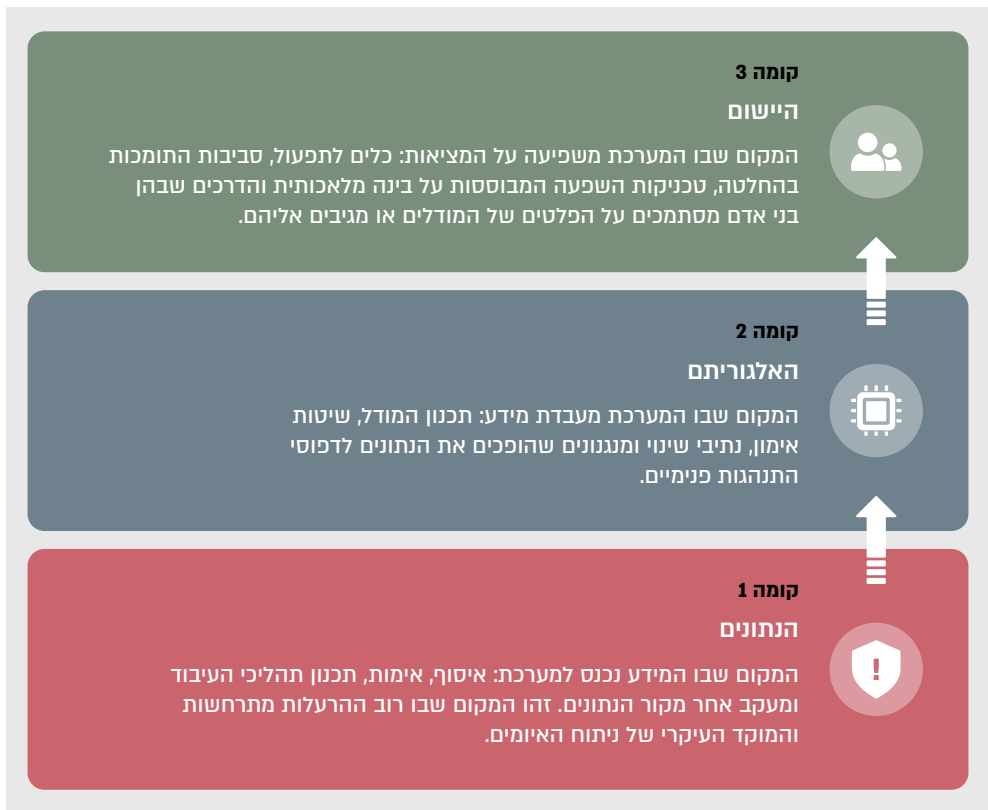 קומה 3
היישום
המקום שבו המערכת משפיעה על המציאות: כלים לתפעול, סביבות התומכות
בהחלטה, טכניקות השפעה המבוססות על בינה מלאכותית והדרכים שבהן
בני אדם מסתמכים על הפלטים של המודלים או מגיבים אליהם.
קומה 2
האלגוריתם
המקום שבו המערכת מעבדת מידע: תכנון המודל, שיטות
אימון, נתיבי שינוי ומנגנונים שהופכים את הנתונים לדפוסי
התנהגות פנימיים.
קומה 1
הנתונים
המקום שבו המידע נכנס למערכת: איסוף, אימות, תכנון תהליכי העיבוד
ומעקב אחר מקור הנתונים. זהו המקום שבו רוב ההרעלות מתרחשות
והמוקד העיקרי של ניתוח האיומים.
!